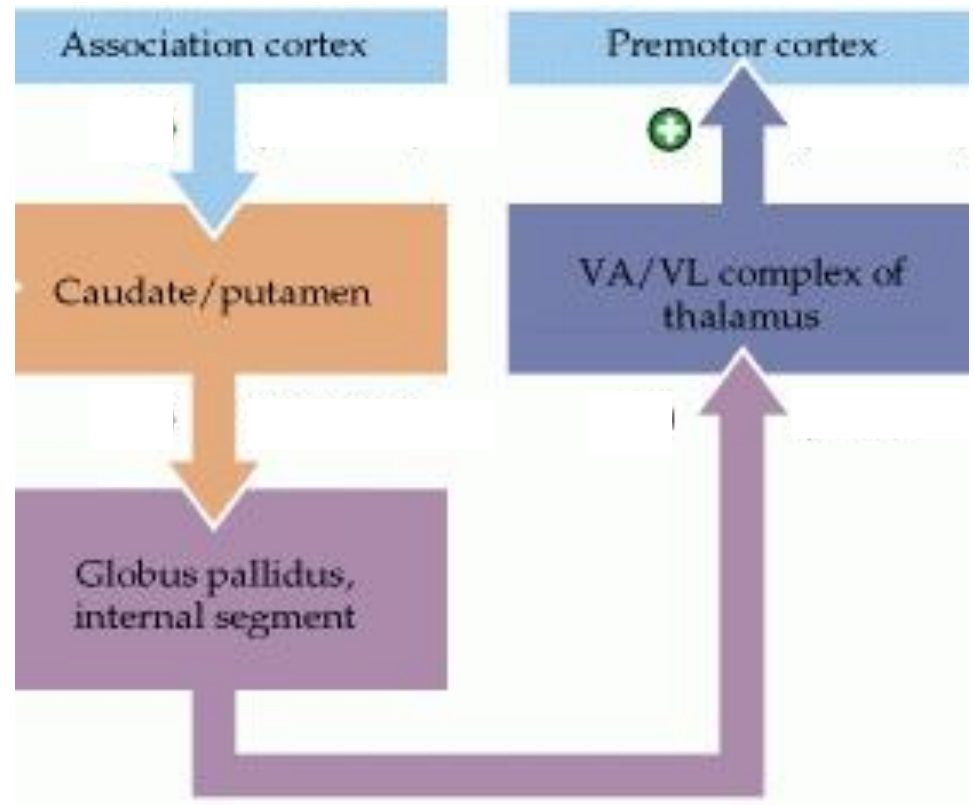 Association cortex
Premotor cortex
Caudate/putamen
VA/VL complex of
thalamus
Globus pallidus,
internal segment